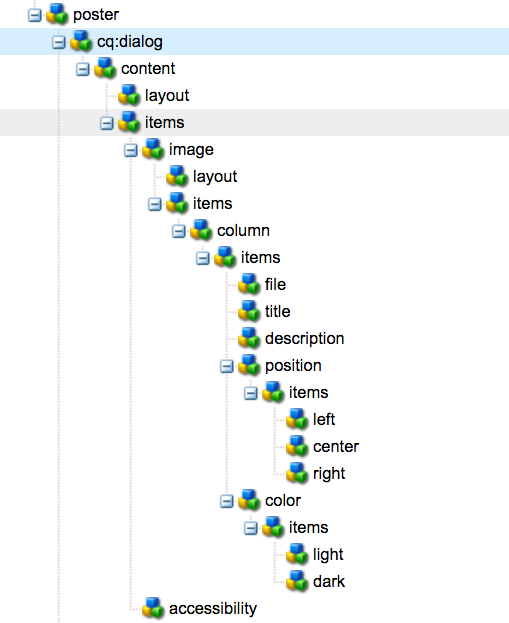 poster
cq:dialog
content
layout
items
image
layout
items
column
items
file
title
description
position
items
left
center
right
color
items
light
dark
accessibility